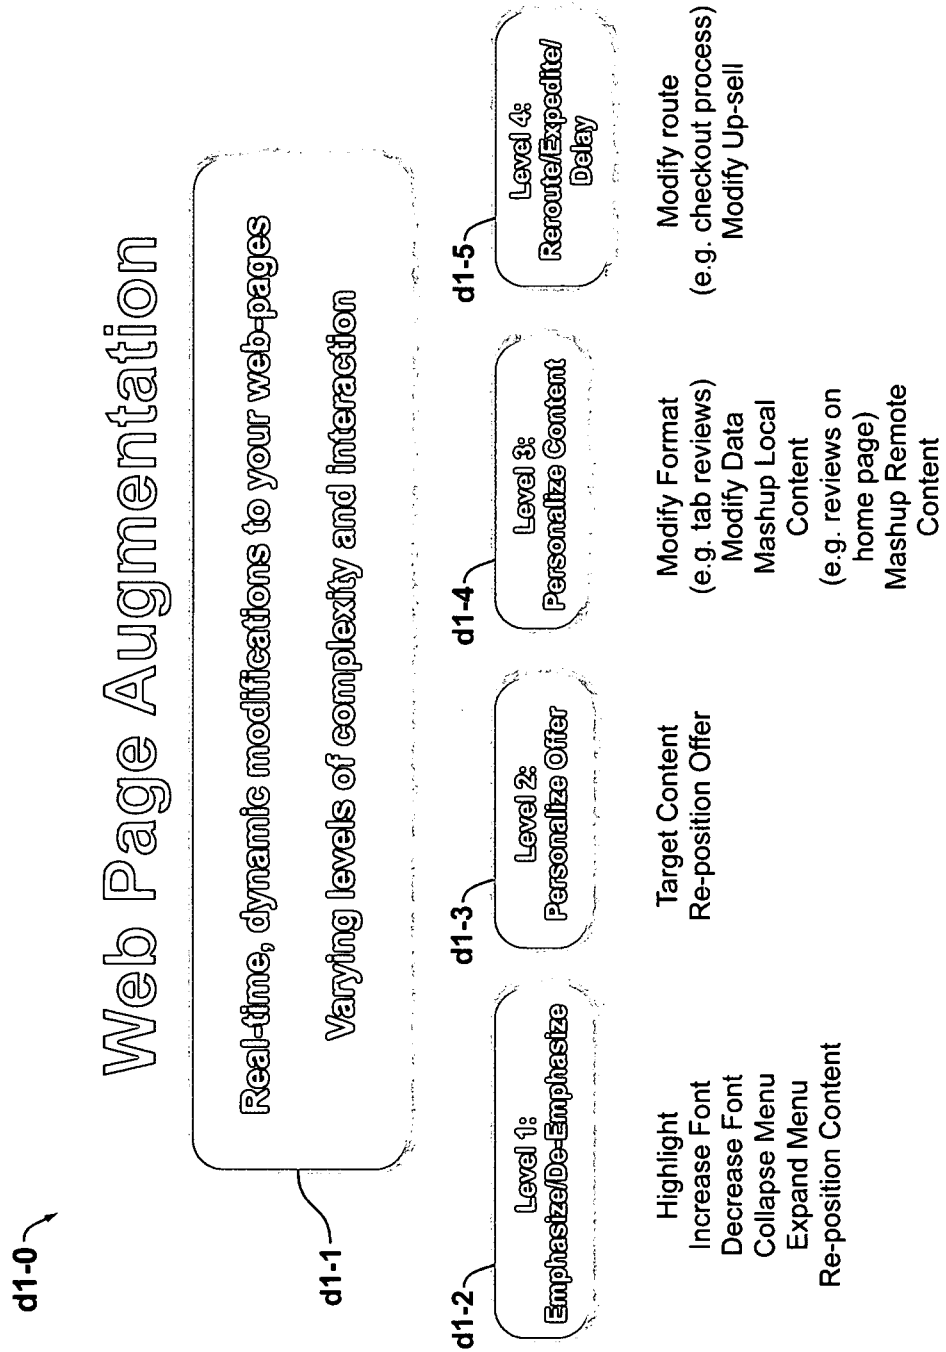 d1-0
Web Page Augmentation
d1-1
Real-time, dynamic modifications to your web-pages
Varying levels of complexity and interaction
d1-2
Level 1:
Emphasize/De-Emphasize
Highlight
Increase Font
Decrease Font
Collapse Menu
Expand Menu
Re-position Content
d1-3
Level 2:
Personalize Offer
Target Content
Re-position Offer
d1-4
Level 3:
Personalize Content
Modify Format
(e.g. tab reviews)
Modify Data
Mashup Local
Content
(e.g. reviews on
home page)
Mashup Remote
Content
d1-5
Level 4:
Reroute/Expedite/
Delay
Modify route
(e.g. checkout process)
Modify Up-sell